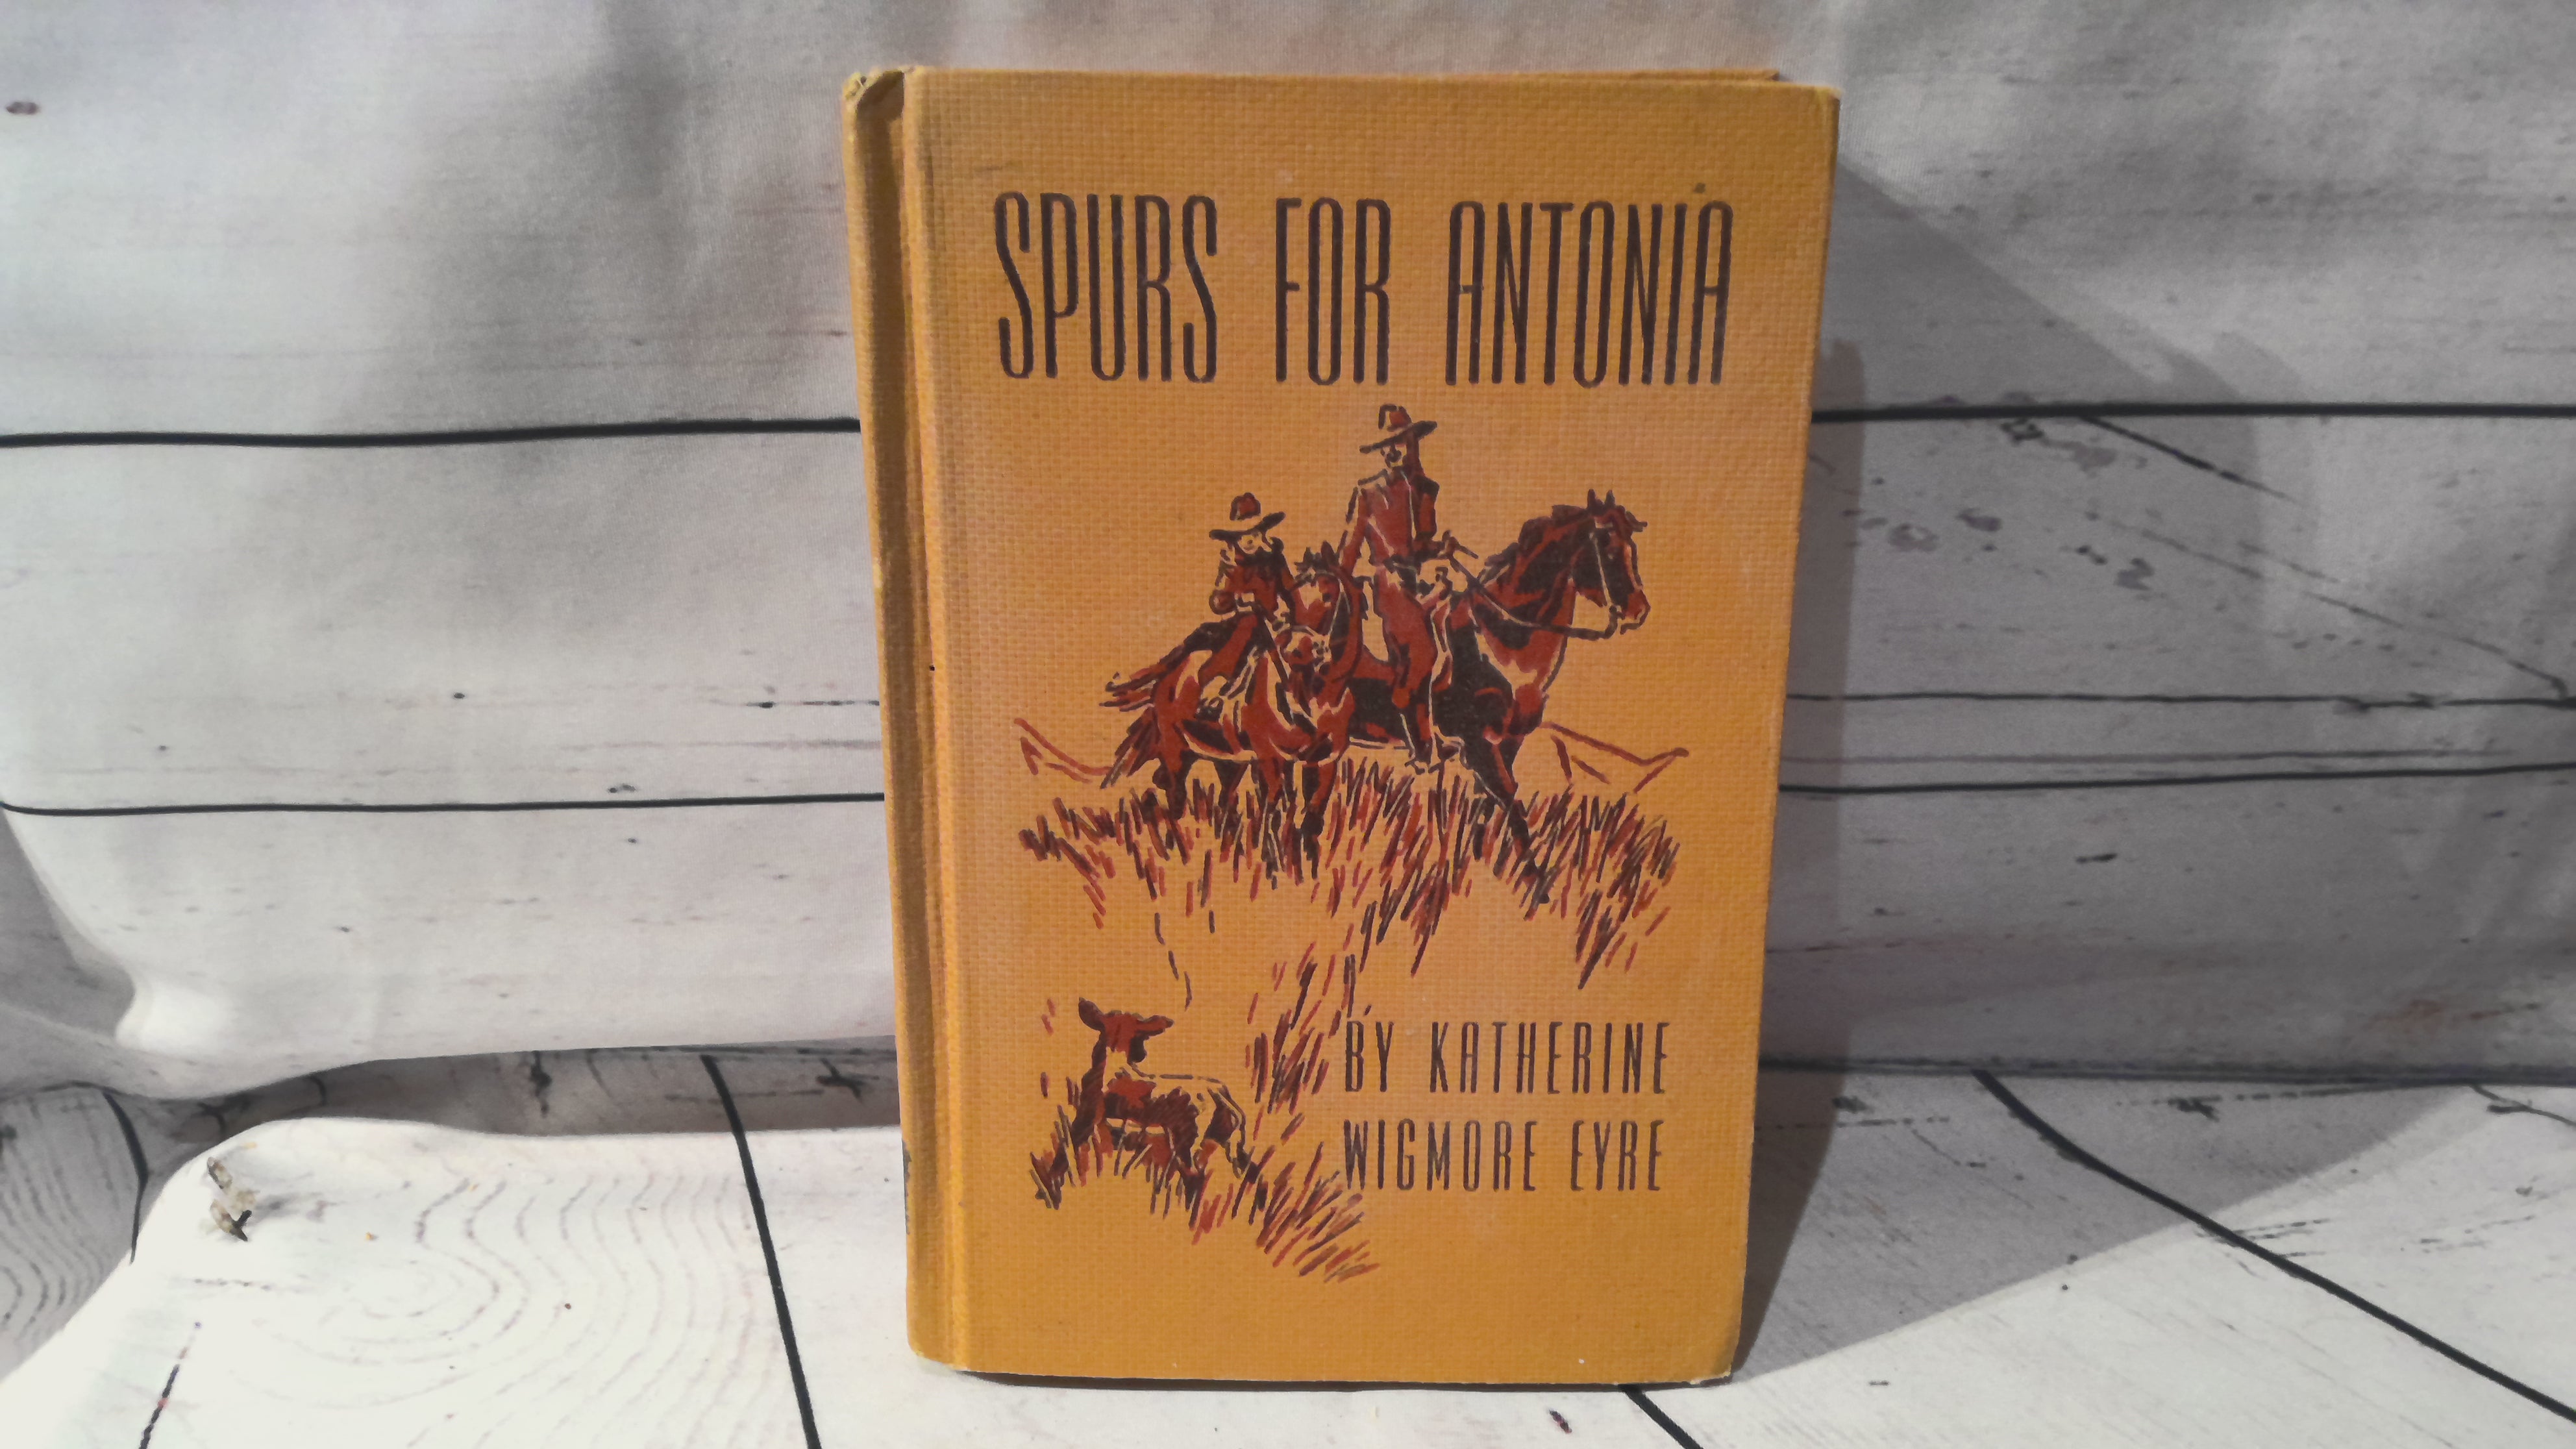 SPURS FOR ANTONIA
BY KATHERINE
WIGMORE EYRE